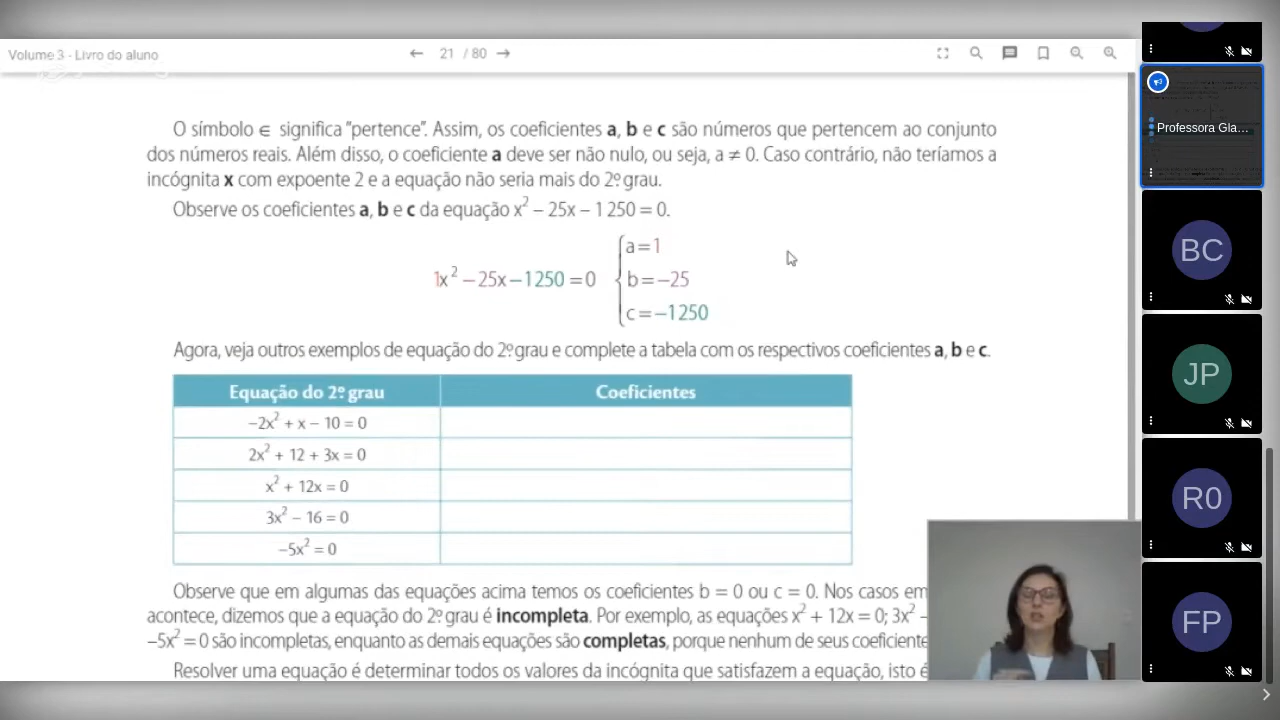 Volume 3 - Livro do aluno
21 / 80
O símbolo ∈ significa "pertence". Assim, os coeficientes a, b e c são números que pertencem ao conjunto
dos números reais. Além disso, o coeficiente a deve ser não nulo, ou seja, a ≠ 0. Caso contrário, não teríamos a
incógnita x com expoente 2 e a equação não seria mais do 2º grau.
Observe os coeficientes a, b e c da equação x² – 25x – 1 250 = 0.
1x² – 25x – 1250 = 0
a = 1
b = –25
c = –1250
Agora, veja outros exemplos de equação do 2º grau e complete a tabela com os respectivos coeficientes a, b e c.
Equação do 2º grau Coeficientes
–2x² + x – 10 = 0
2x² + 12 + 3x = 0
x² + 12x = 0
3x² – 16 = 0
–5x² = 0
Observe que em algumas das equações acima temos os coeficientes b = 0 ou c = 0. Nos casos em
acontece, dizemos que a equação do 2º grau é incompleta. Por exemplo, as equações x² + 12x = 0; 3x² –
–5x² = 0 são incompletas, enquanto as demais equações são completas, porque nenhum de seus coeficiente
Resolver uma equação é determinar todos os valores da incógnita que satisfazem a equação, isto é
Professora Gla...
BC
JP
R0
FP